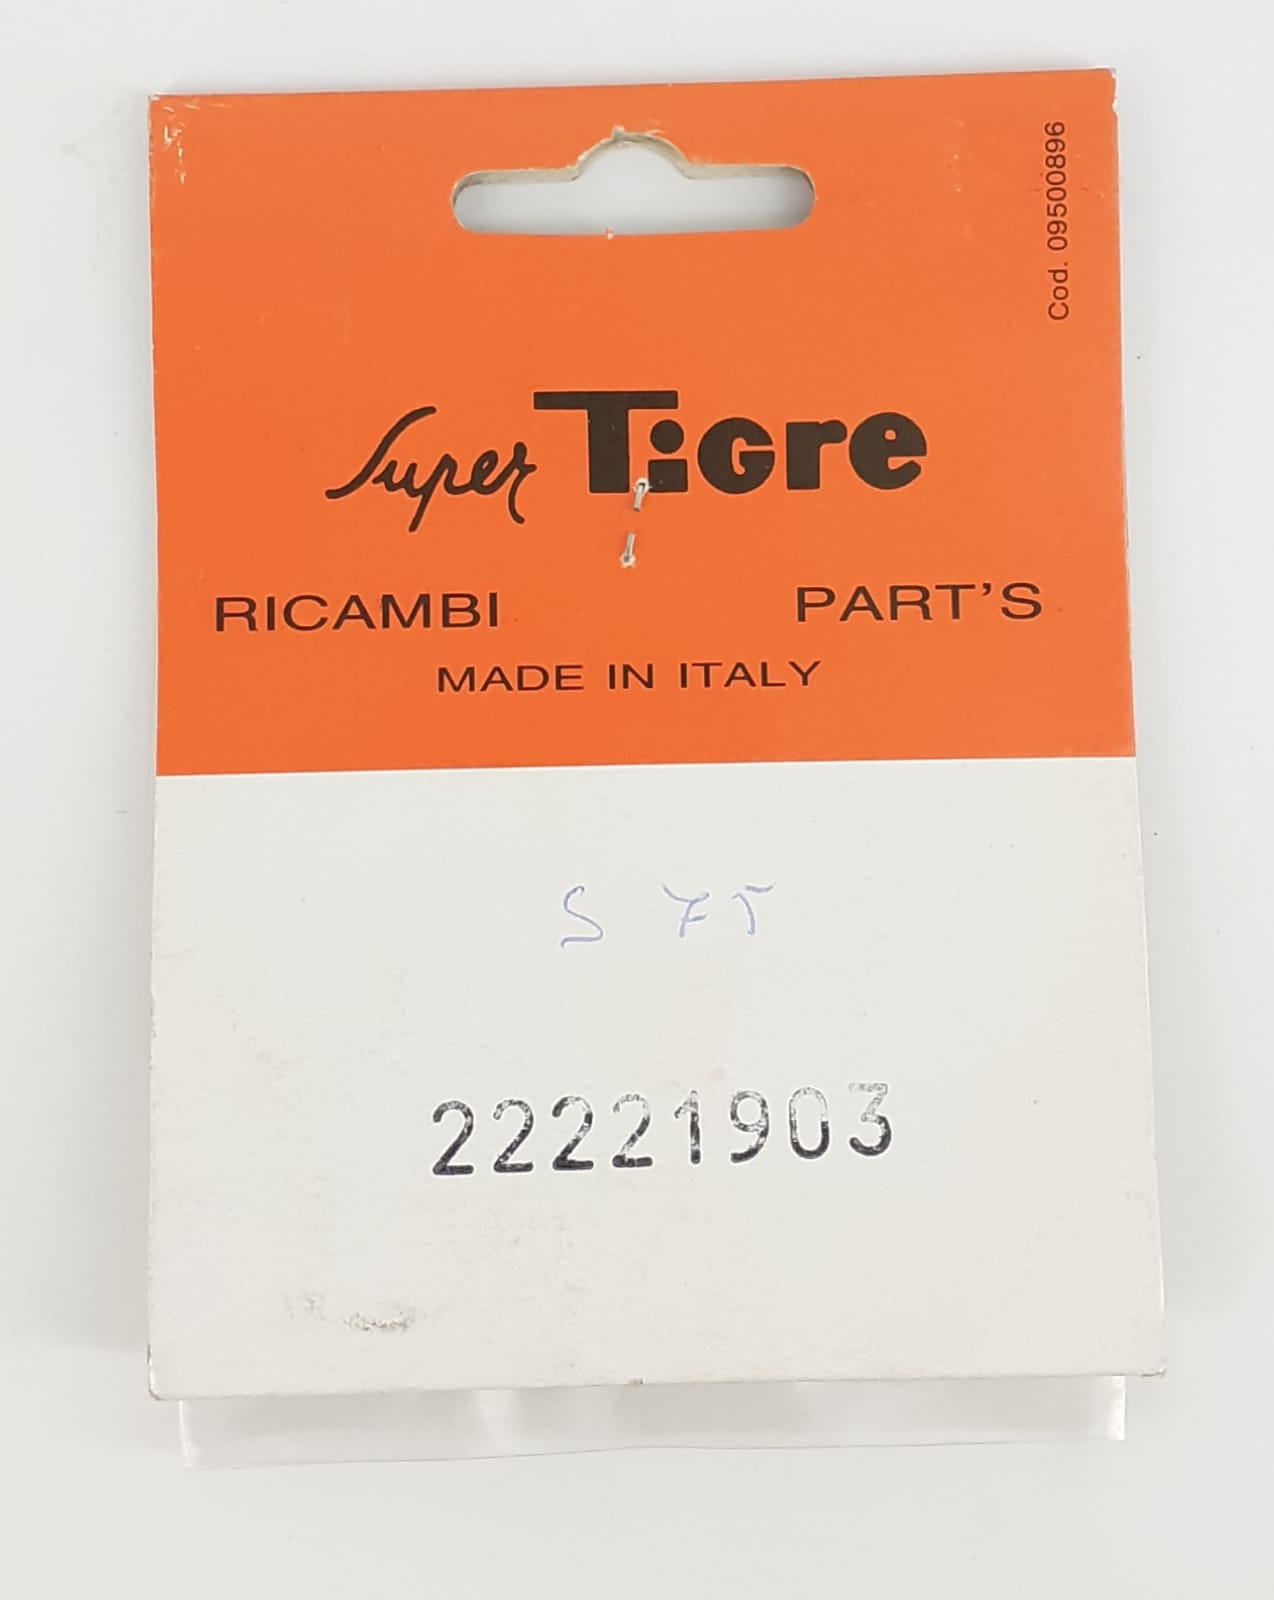 Cod. 09500896
Super Tigre
RICAMBI PART'S
MADE IN ITALY
S 75
22221903